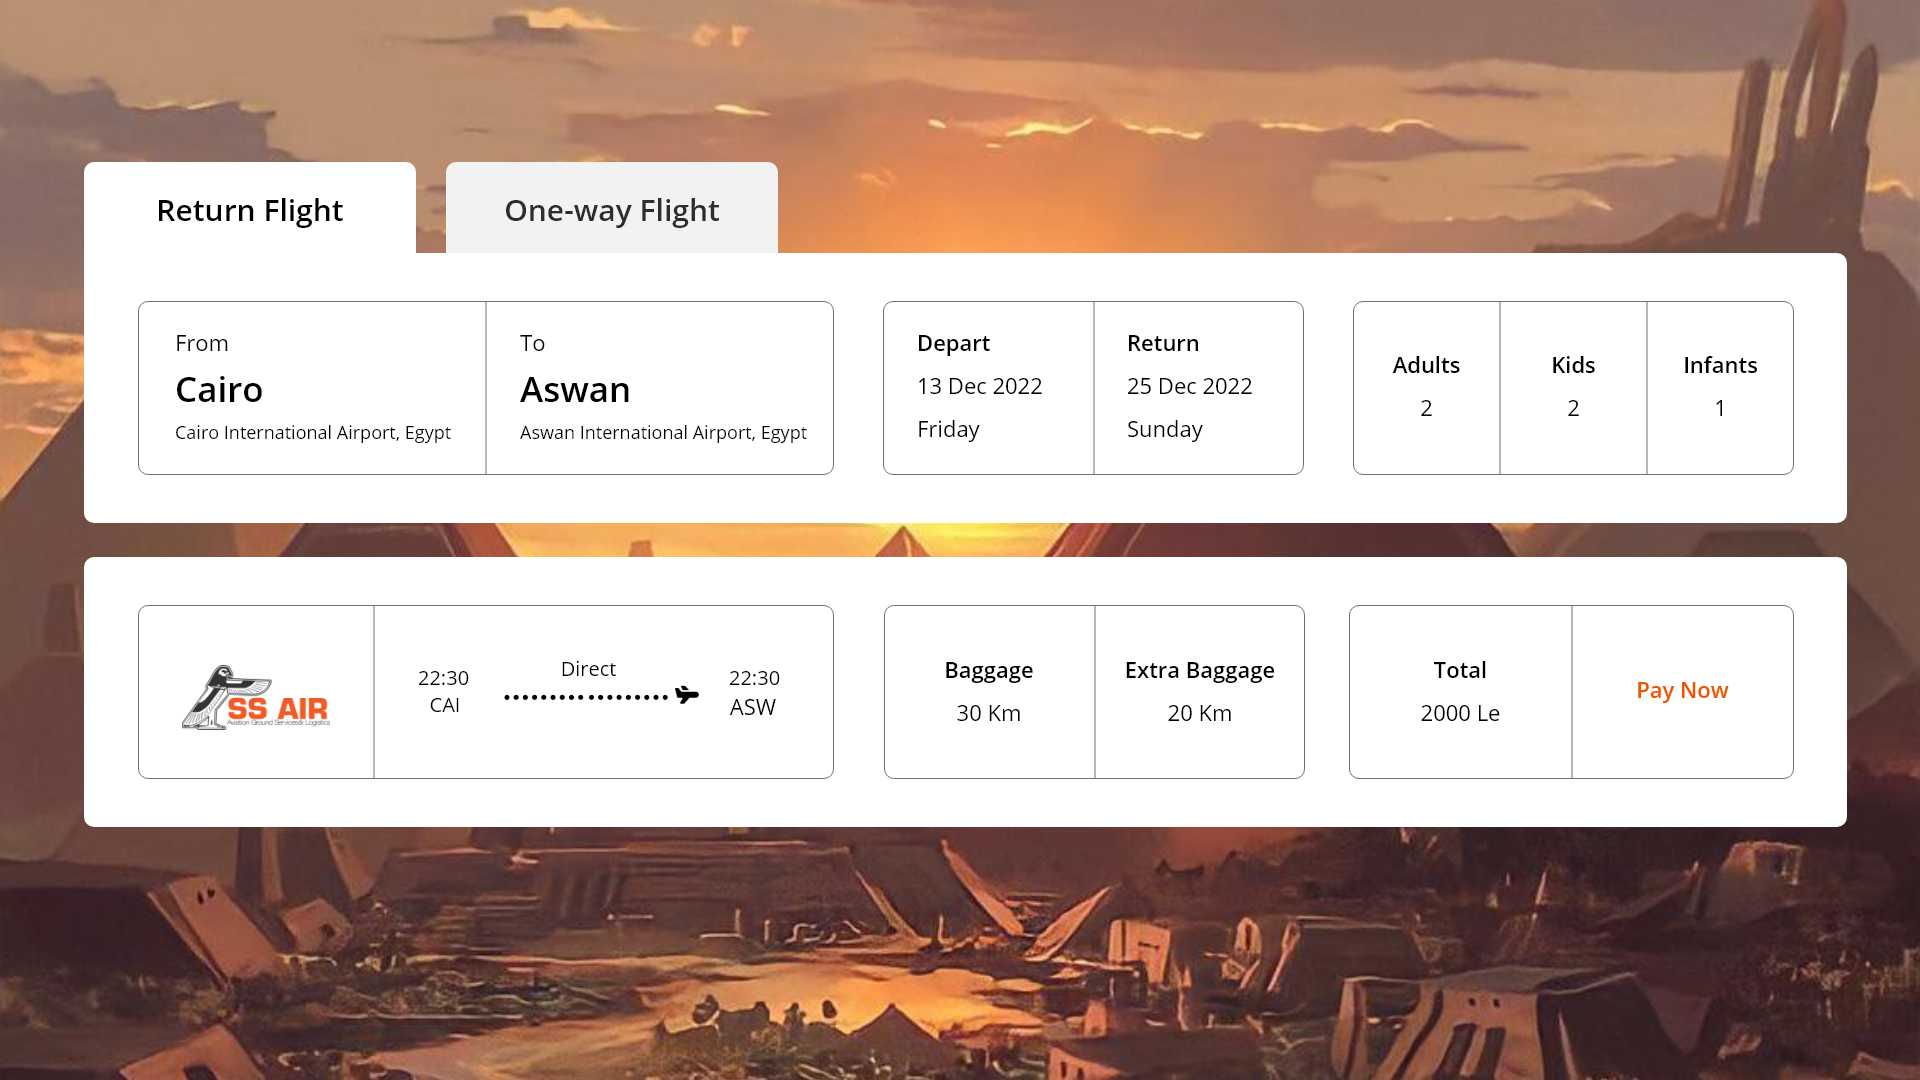 Return Flight
One-way Flight
From
Cairo
Cairo International Airport, Egypt
To
Aswan
Aswan International Airport, Egypt
Depart
13 Dec 2022
Friday
Return
25 Dec 2022
Sunday
Adults
2
Kids
2
Infants
1
SS AIR
Aviation Ground Services& Logistics
22:30
CAI
Direct
22:30
ASW
Baggage
30 Km
Extra Baggage
20 Km
Total
2000 Le
Pay Now